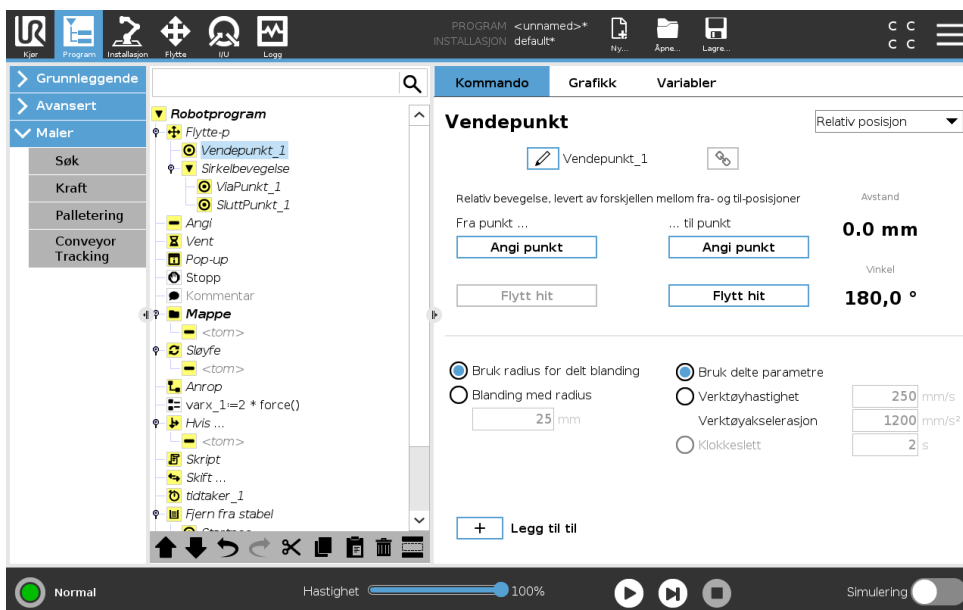 PROGRAM <unnamed>*
INSTALLASJON default*
UR
Kjør
Program
Installasjon
Flytte
I/U
Logg
Ny...
Åpne...
Lagre...
C C
C C
Grunnleggende
Avansert
Maler
Søk
Kraft
Palletering
Conveyor
Tracking
Robotprogram
Flytte-p
Vendepunkt_1
Sirkelbevegelse
ViaPunkt_1
SluttPunkt_1
Angi
Vent
Pop-up
Stopp
Kommentar
Mappe
<tom>
Sløyfe
<tom>
Anrop
varx_1≔2 * force()
Hvis ...
<tom>
Skript
Skift ...
tidtaker_1
Fjern fra stabel
Kommando
Grafikk
Variabler
Vendepunkt
Relativ posisjon
Vendepunkt_1
Relativ bevegelse, levert av forskjellen mellom fra- og til-posisjoner
Avstand
Fra punkt ...
... til punkt
0.0 mm
Angi punkt
Angi punkt
Vinkel
Flytt hit
Flytt hit
180,0 °
Bruk radius for delt blanding
Blanding med radius
25 mm
Bruk delte parametre
Verktøyhastighet
250 mm/s
Verktøyakselerasjon
1200 mm/s²
Klokkeslett
2 s
+ Legg til til
Normal
Hastighet
100%
Simulering